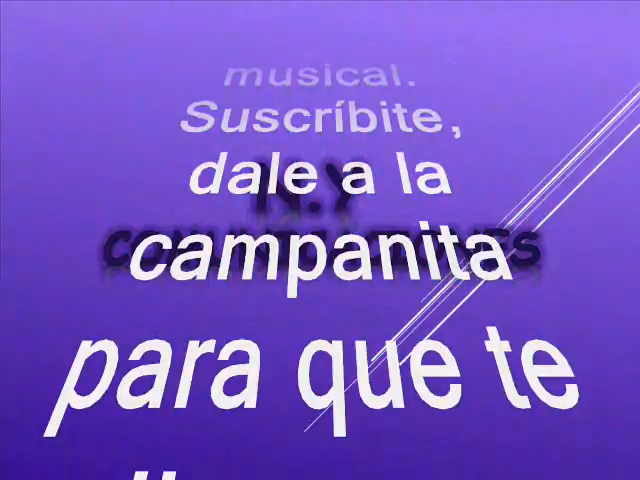 musical.
Suscríbite,
dale a la
campanita
para que te